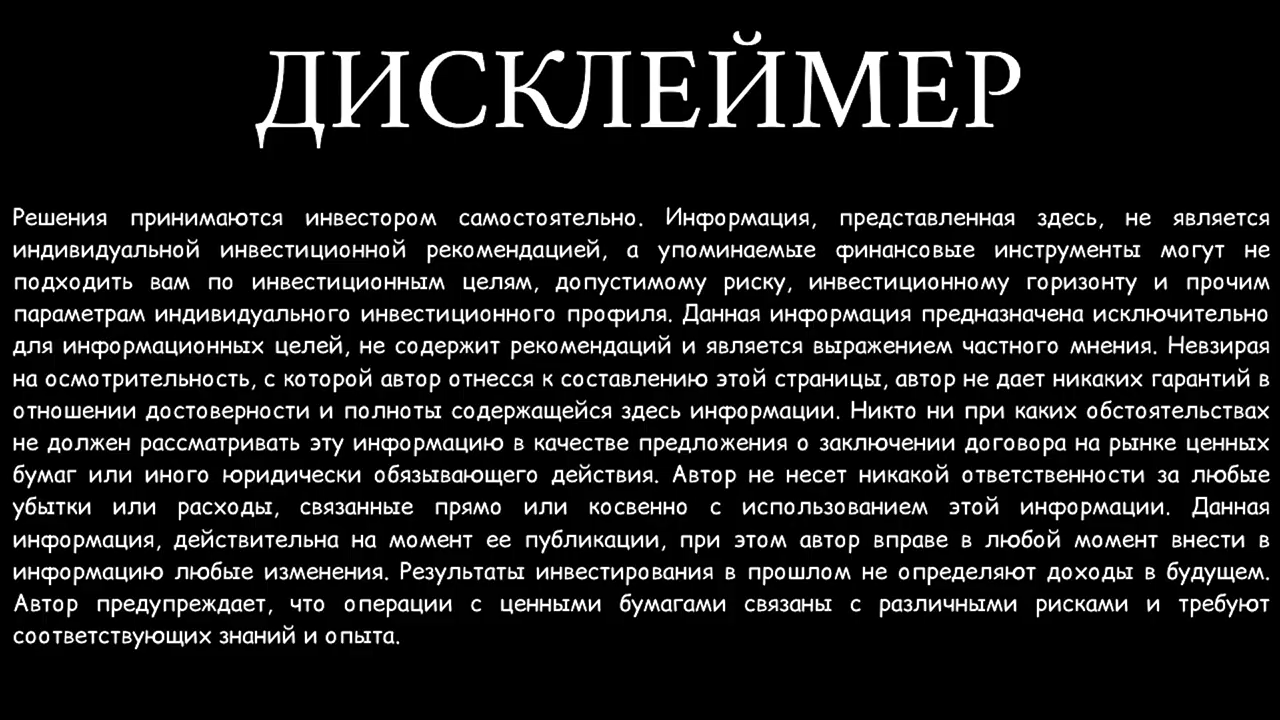 ДИСКЛЕЙМЕР
Решения принимаются инвестором самостоятельно. Информация, представленная здесь, не является
индивидуальной инвестиционной рекомендацией, а упоминаемые финансовые инструменты могут не
подходить вам по инвестиционным целям, допустимому риску, инвестиционному горизонту и прочим
параметрам индивидуального инвестиционного профиля. Данная информация предназначена исключительно
для информационных целей, не содержит рекомендаций и является выражением частного мнения. Невзирая
на осмотрительность, с которой автор отнесся к составлению этой страницы, автор не дает никаких гарантий в
отношении достоверности и полноты содержащейся здесь информации. Никто ни при каких обстоятельствах
не должен рассматривать эту информацию в качестве предложения о заключении договора на рынке ценных
бумаг или иного юридически обязывающего действия. Автор не несет никакой ответственности за любые
убытки или расходы, связанные прямо или косвенно с использованием этой информации. Данная
информация, действительна на момент ее публикации, при этом автор вправе в любой момент внести в
информацию любые изменения. Результаты инвестирования в прошлом не определяют доходы в будущем.
Автор предупреждает, что операции с ценными бумагами связаны с различными рисками и требуют
соответствующих знаний и опыта.